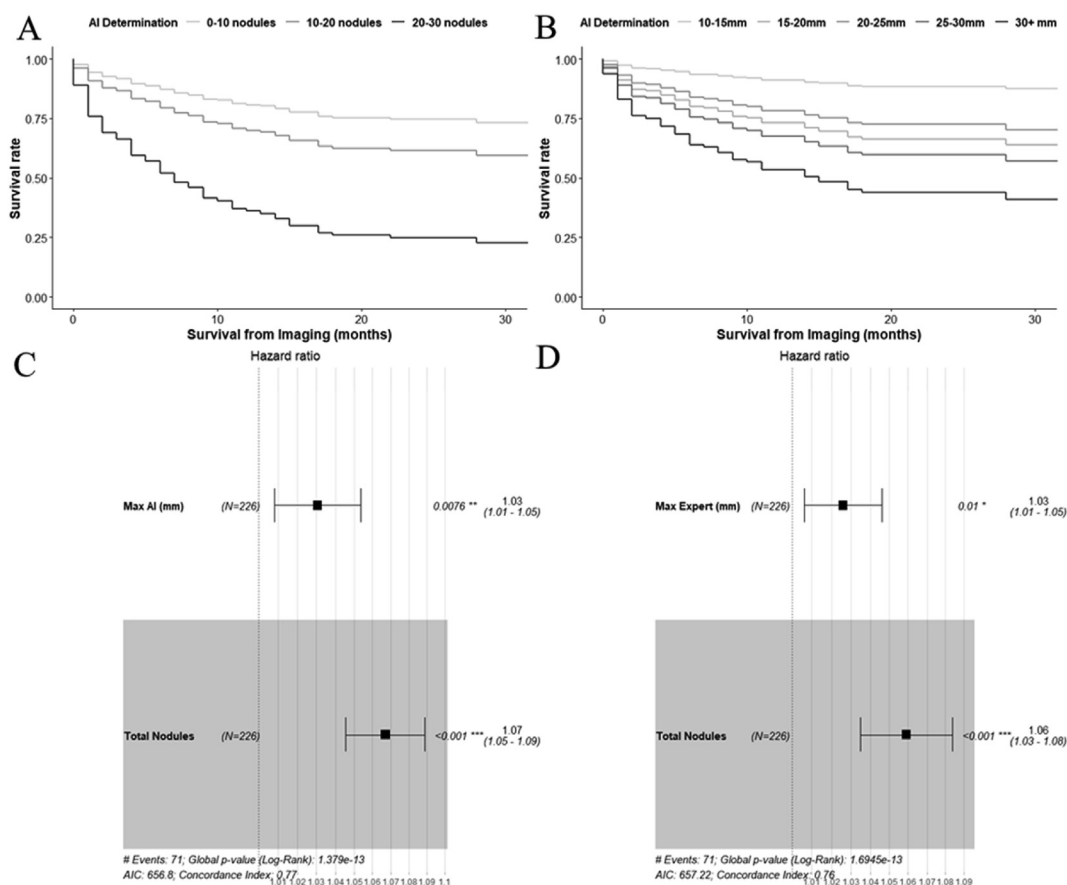 A
AI Determination 0-10 nodules 10-20 nodules 20-30 nodules
1.00
0.75
0.50
0.25
0.00
Survival rate
0 10 20 30
Survival from Imaging (months)
B
AI Determination 10-15mm 15-20mm 20-25mm 25-30mm 30+ mm
1.00
0.75
0.50
0.25
0.00
Survival rate
0 10 20 30
Survival from Imaging (months)
C
Hazard ratio
Max AI (mm) (N=226) 0.0076 ** 1.03
(1.01 - 1.05)
Total Nodules (N=226) <0.001 *** 1.07
(1.05 - 1.09)
# Events: 71; Global p-value (Log-Rank): 1.379e-13
AIC: 656.8; Concordance Index: 0.77
1.01 1.02 1.03 1.04 1.05 1.06 1.07 1.08 1.09 1.1
D
Hazard ratio
Max Expert (mm) (N=226) 0.01 * 1.03
(1.01 - 1.05)
Total Nodules (N=226) <0.001 *** 1.06
(1.03 - 1.08)
# Events: 71; Global p-value (Log-Rank): 1.6945e-13
AIC: 657.22; Concordance Index: 0.76
1.01 1.02 1.03 1.04 1.05 1.06 1.07 1.08 1.09